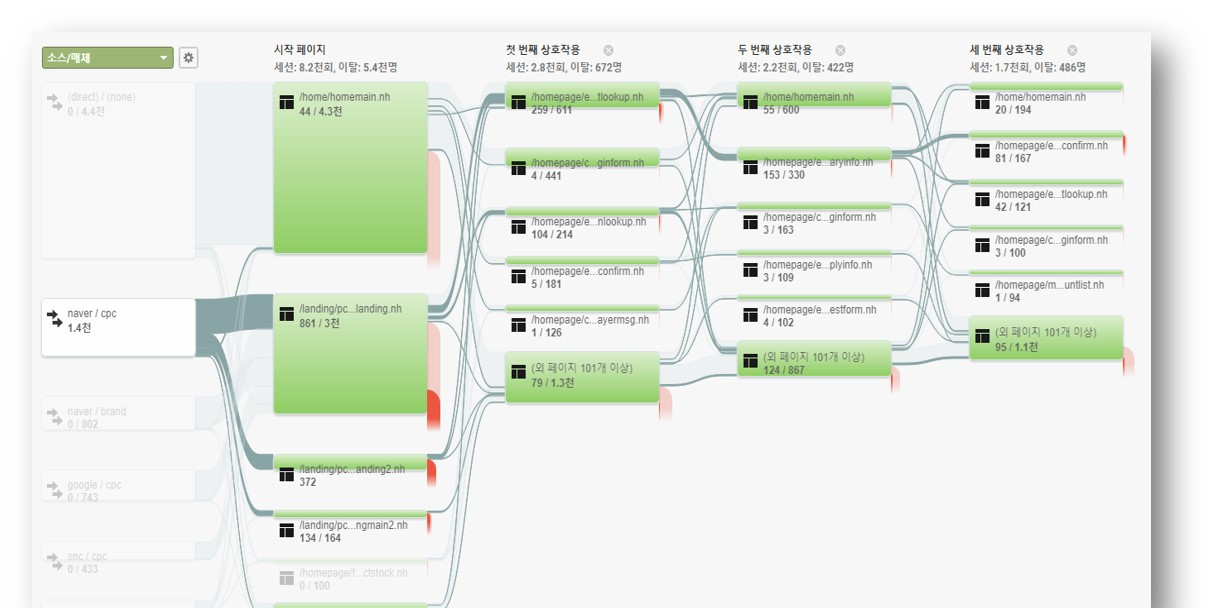 소스/매체
(direct) / (none)
0 / 4.4천
naver / cpc
1.4천
naver / brand
0 / 802
google / cpc
0 / 743
snc / cpc
0 / 433
시작 페이지
세션: 8.2천회, 이탈: 5.4천명
/home/homemain.nh
44 / 4.3천
/landing/pc...landing.nh
861 / 3천
/landing/pc...anding2.nh
372
/landing/pc...ngmain2.nh
134 / 164
/homepage/f...ctstock.nh
0 / 100
첫 번째 상호작용
세션: 2.8천회, 이탈: 672명
/homepage/e...tlookup.nh
259 / 611
/homepage/c...ginform.nh
4 / 441
/homepage/e...nlookup.nh
104 / 214
/homepage/e...confirm.nh
5 / 181
/homepage/c...ayermsg.nh
1 / 126
(외 페이지 101개 이상)
79 / 1.3천
두 번째 상호작용
세션: 2.2천회, 이탈: 422명
/home/homemain.nh
55 / 600
/homepage/e...aryinfo.nh
153 / 330
/homepage/c...ginform.nh
3 / 163
/homepage/e...plyinfo.nh
3 / 109
/homepage/e...estform.nh
4 / 102
(외 페이지 101개 이상)
124 / 867
세 번째 상호작용
세션: 1.7천회, 이탈: 486명
/home/homemain.nh
20 / 194
/homepage/e...confirm.nh
81 / 167
/homepage/e...tlookup.nh
42 / 121
/homepage/c...ginform.nh
3 / 100
/homepage/m...untlist.nh
1 / 94
(외 페이지 101개 이상)
95 / 1.1천